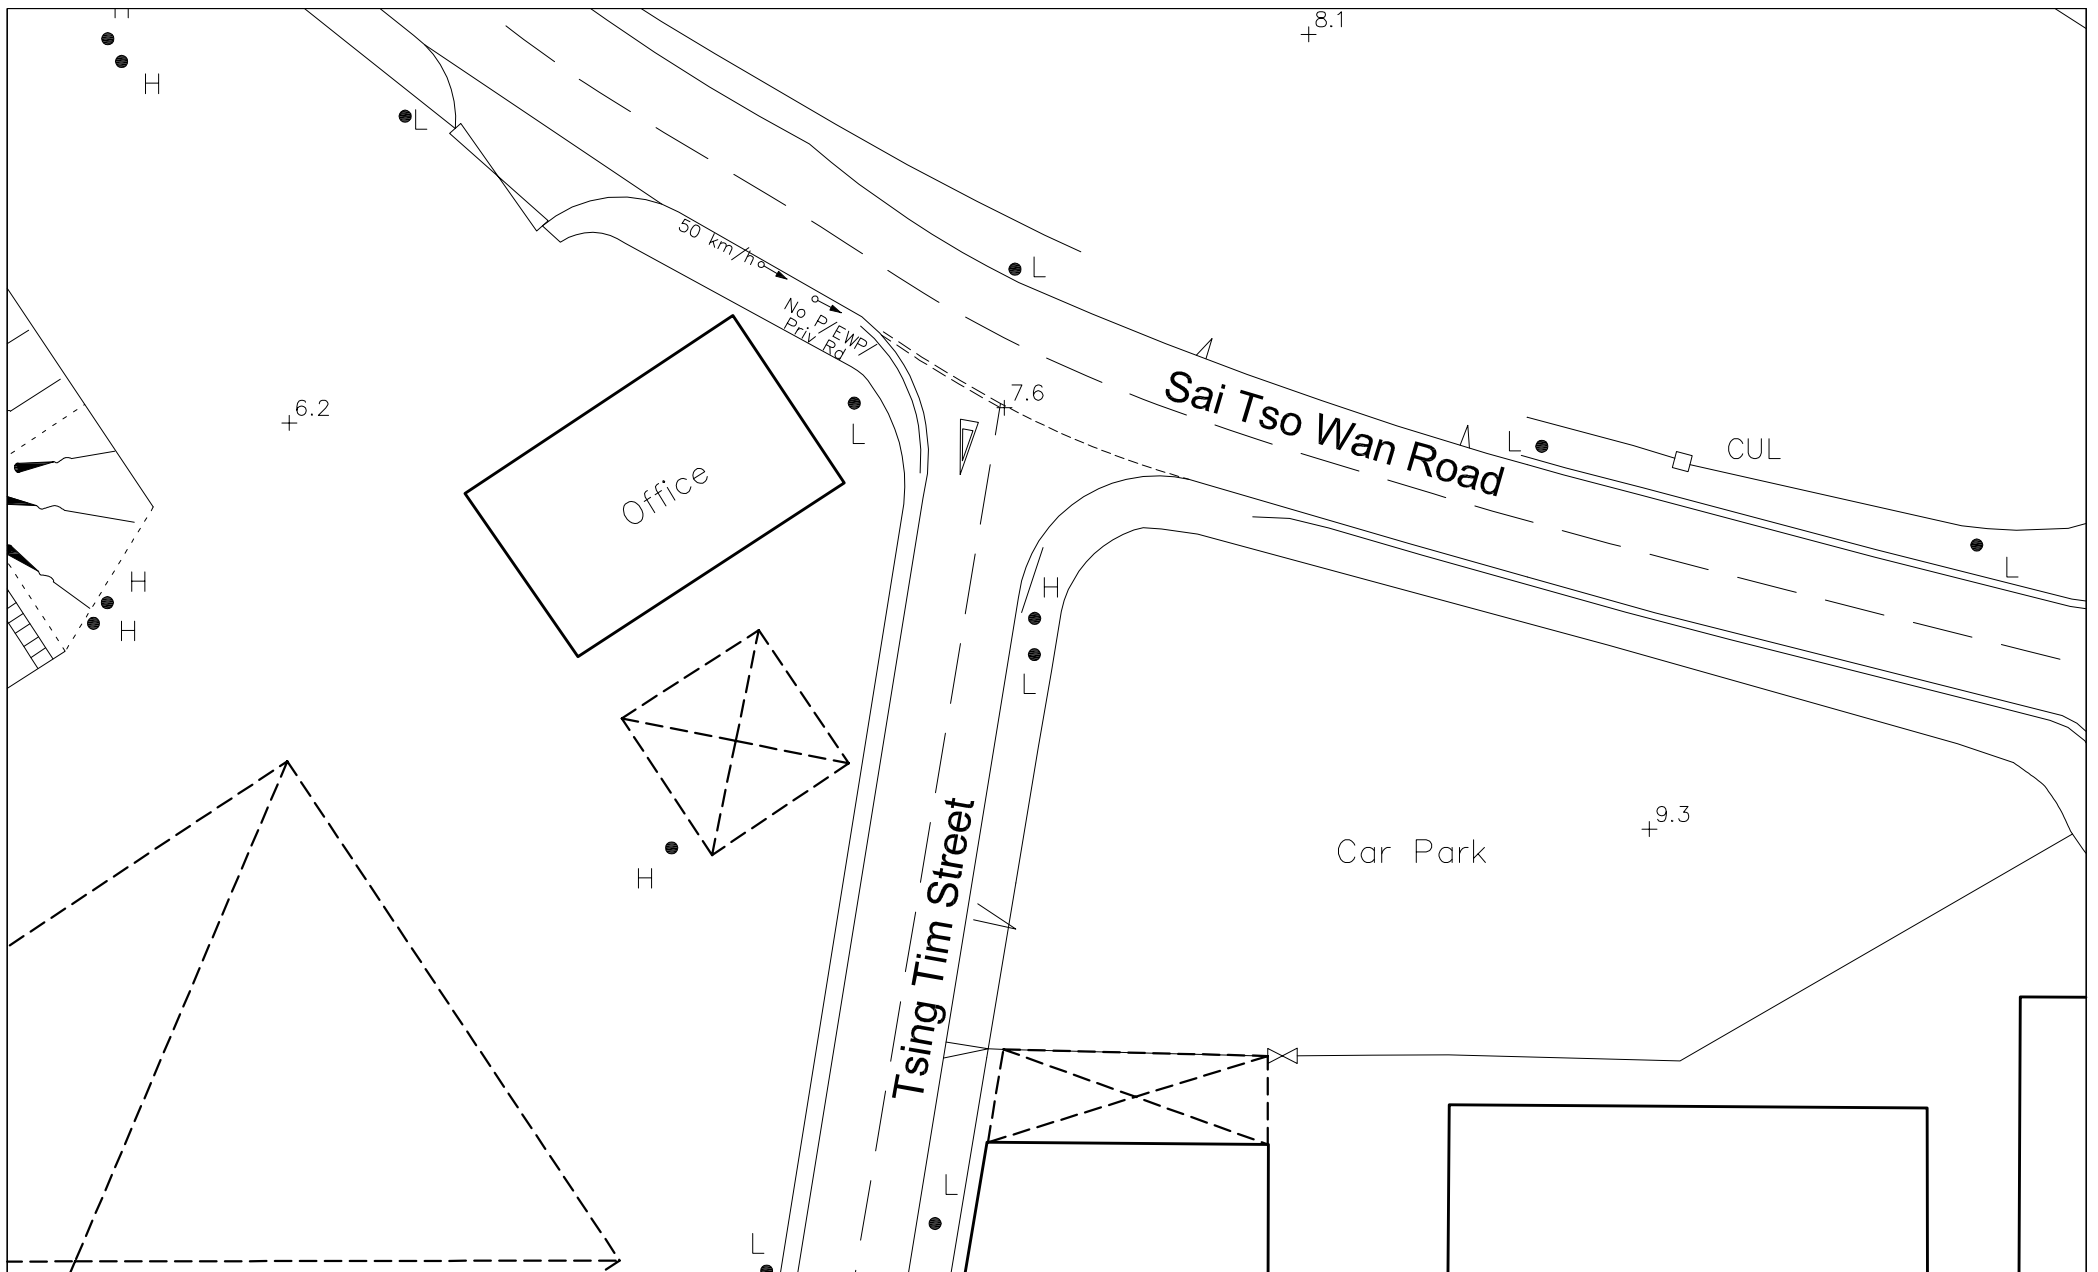 H
8.1
H
L
50 km/h
L
No P/EWP/
Priv Rd
7.6
Sai Tso Wan Road
6.2
L
L
CUL
Office
L
H
H
H
L
9.3
Car Park
H
Tsing Tim Street
L
L